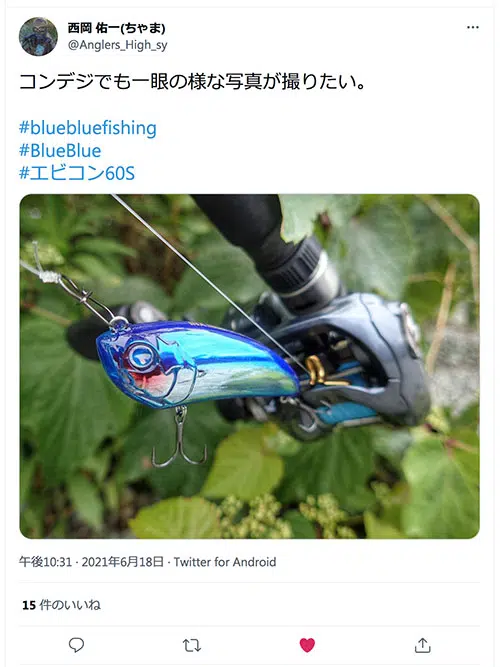 西岡 佑一(ちゃま)
@Anglers_High_sy
コンデジでも一眼の様な写真が撮りたい。
#bluebluefishing
#BlueBlue
#エビコン60S
午後10:31 · 2021年6月18日 · Twitter for Android
15 件のいいね